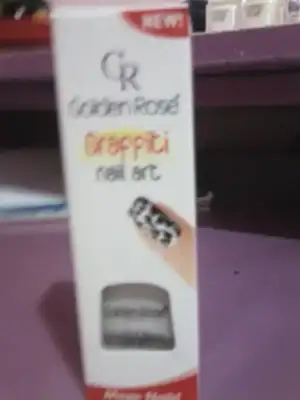 NEW!
GR
Golden Rose
Graffiti
nail art